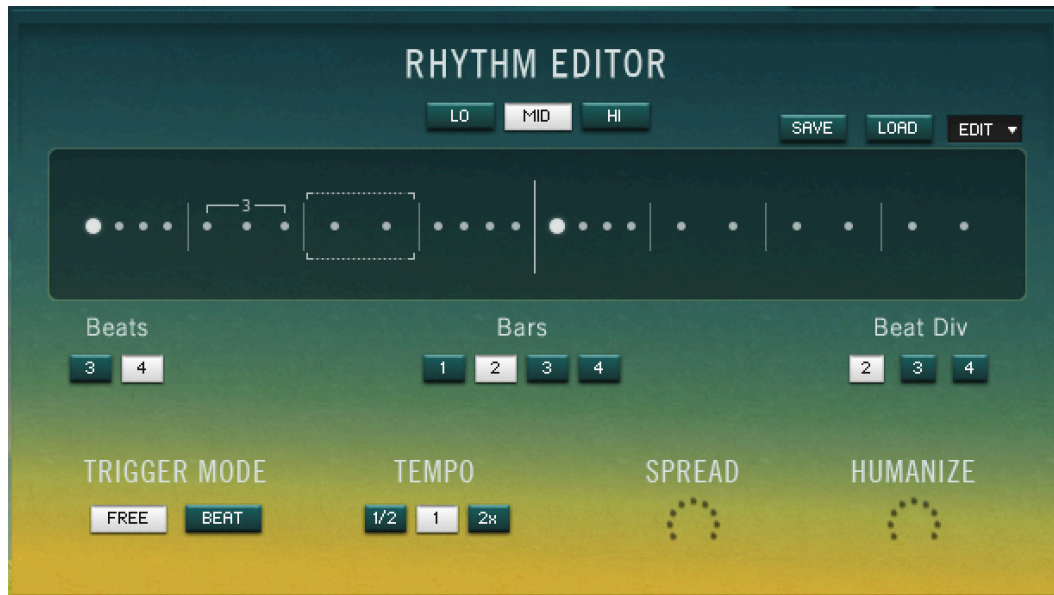 RHYTHM EDITOR
LO MID HI
SAVE LOAD EDIT
3
Beats Bars Beat Div
3 4 1 2 3 4 2 3 4
TRIGGER MODE TEMPO SPREAD HUMANIZE
FREE BEAT 1/2 1 2x